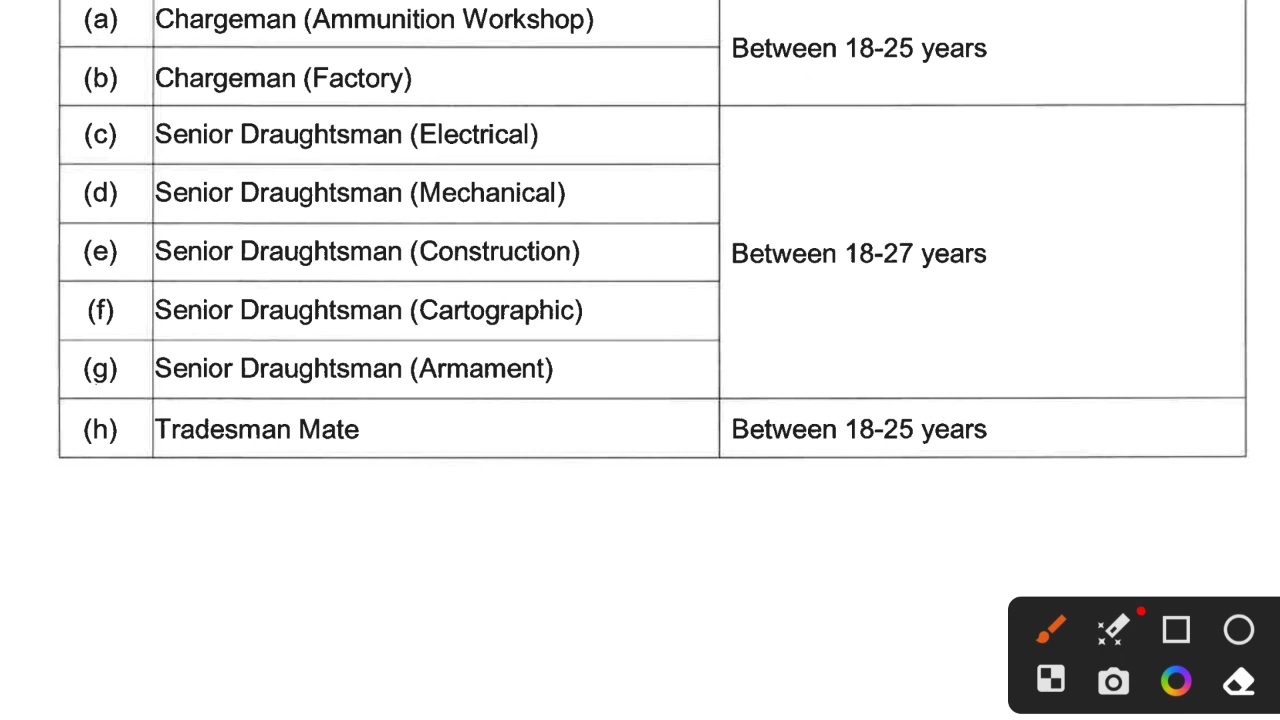 (a) Chargeman (Ammunition Workshop)
Between 18-25 years
(b) Chargeman (Factory)
(c) Senior Draughtsman (Electrical)
(d) Senior Draughtsman (Mechanical)
(e) Senior Draughtsman (Construction)
Between 18-27 years
(f) Senior Draughtsman (Cartographic)
(g) Senior Draughtsman (Armament)
(h) Tradesman Mate
Between 18-25 years